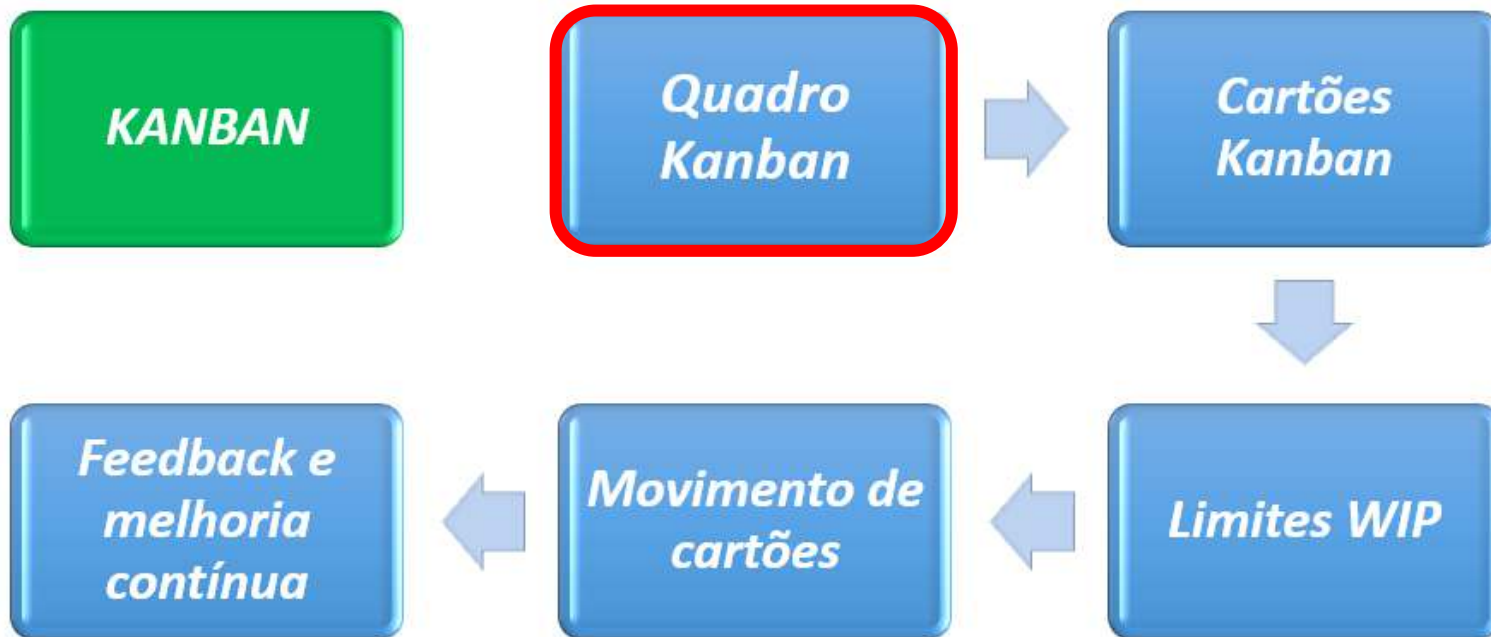 KANBAN
Quadro
Kanban
Cartões
Kanban
Limites WIP
Movimento de
cartões
Feedback e
melhoria
contínua